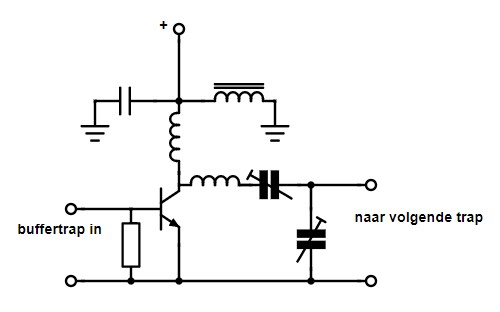 +
buffertrap in
naar volgende trap